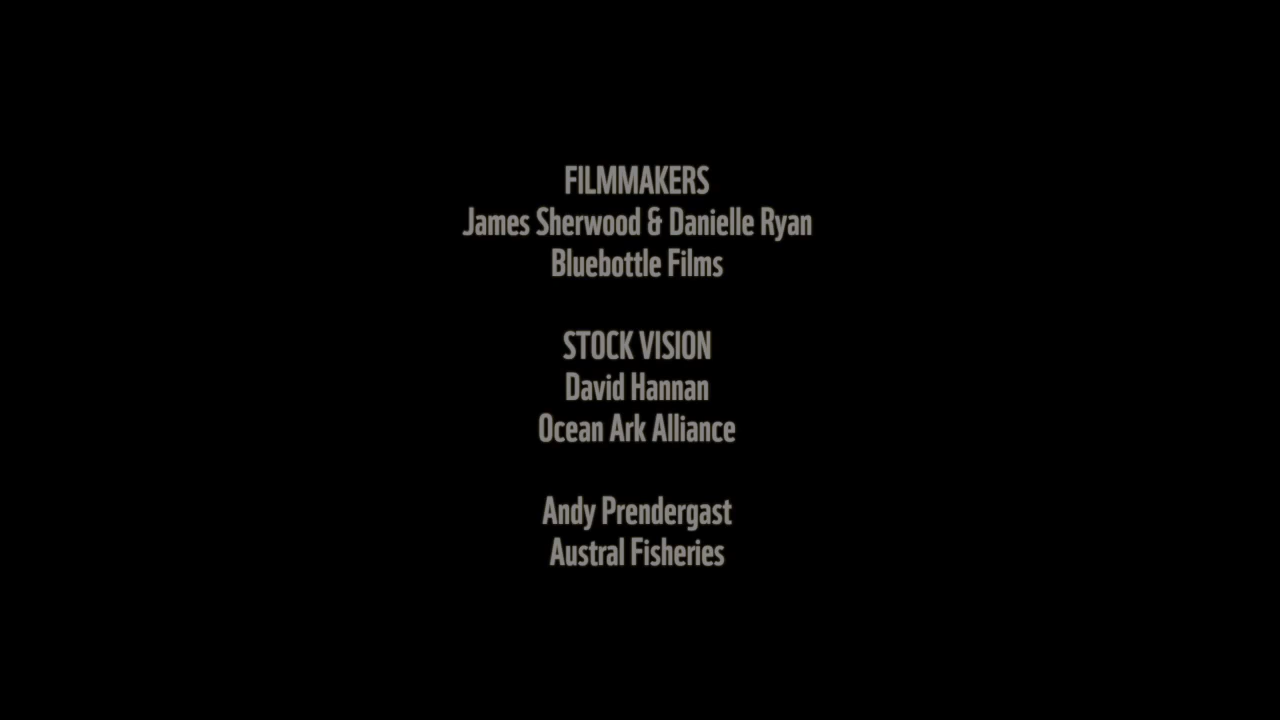 FILMMAKERS
James Sherwood & Danielle Ryan
Bluebottle Films
STOCK VISION
David Hannan
Ocean Ark Alliance
Andy Prendergast
Austral Fisheries